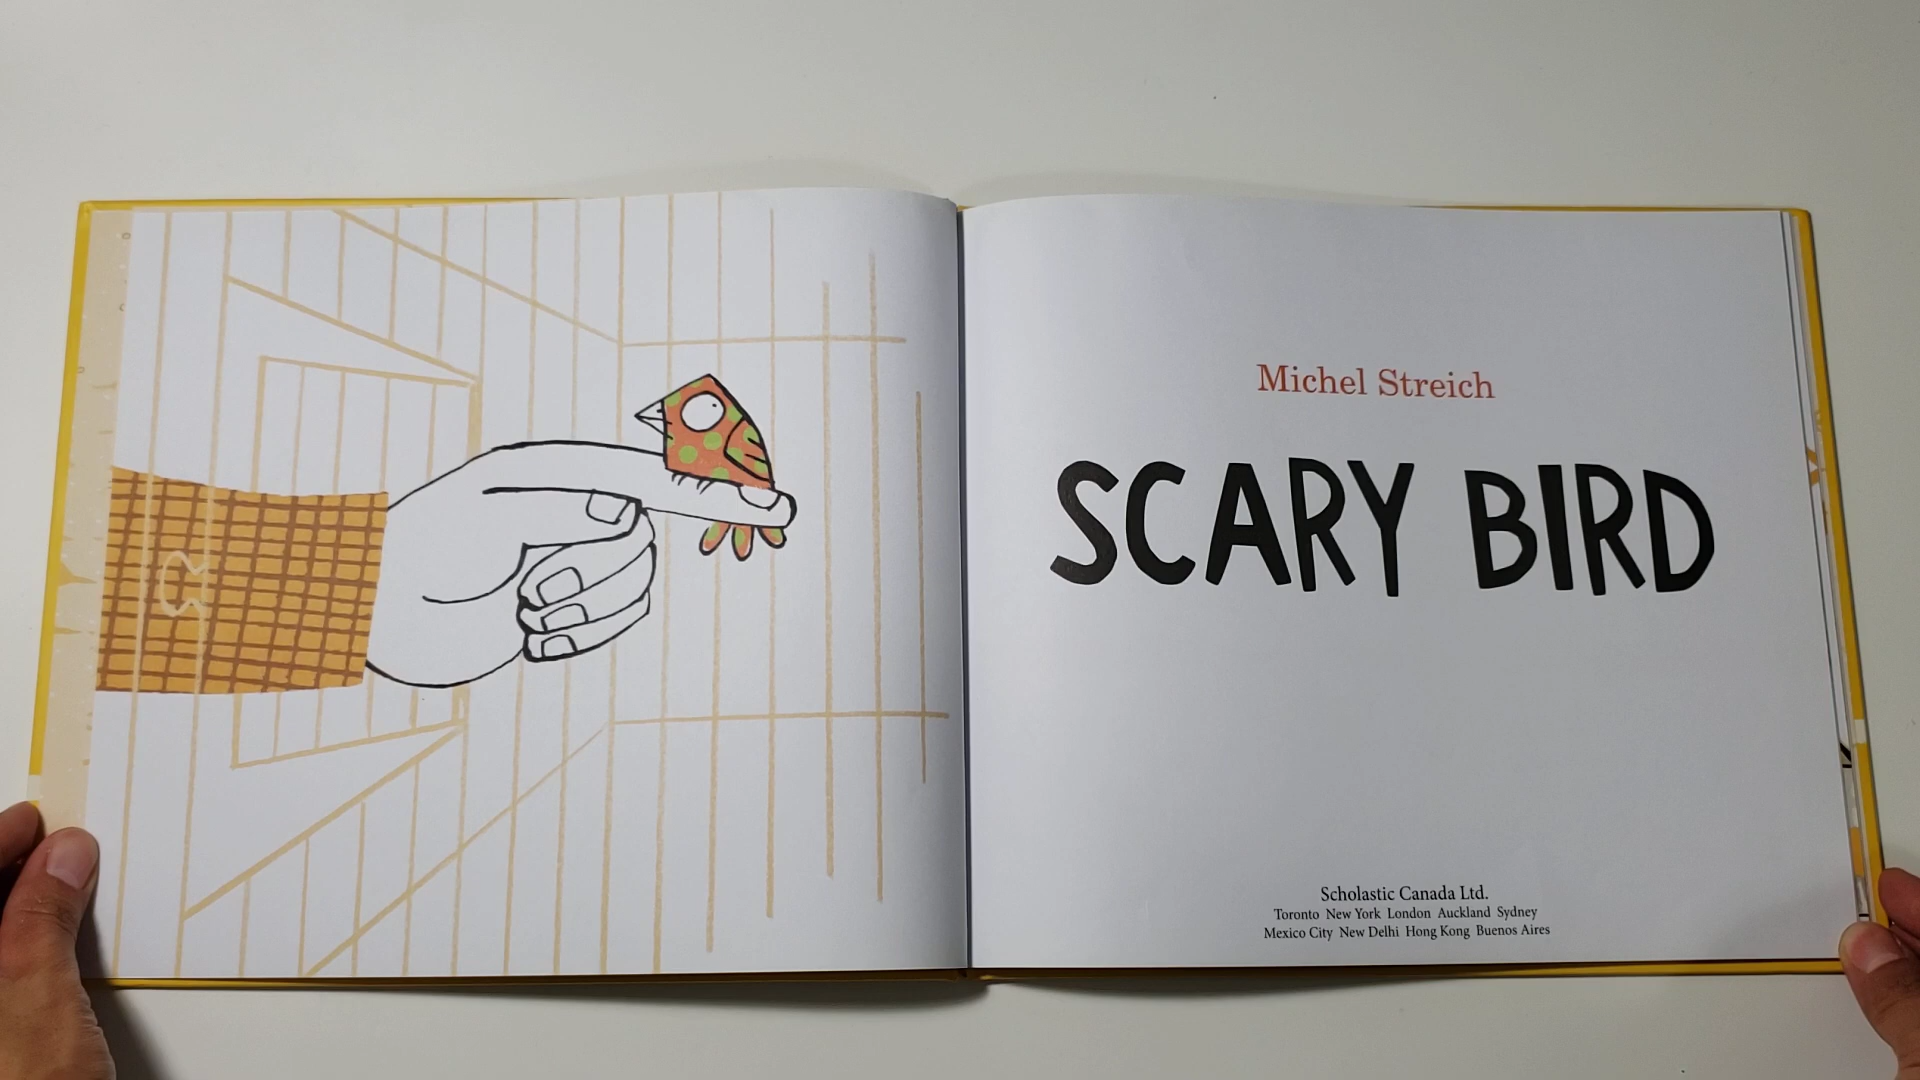 Michel Streich
SCARY BIRD
Scholastic Canada Ltd.
Toronto New York London Auckland Sydney
Mexico City New Delhi Hong Kong Buenos Aires